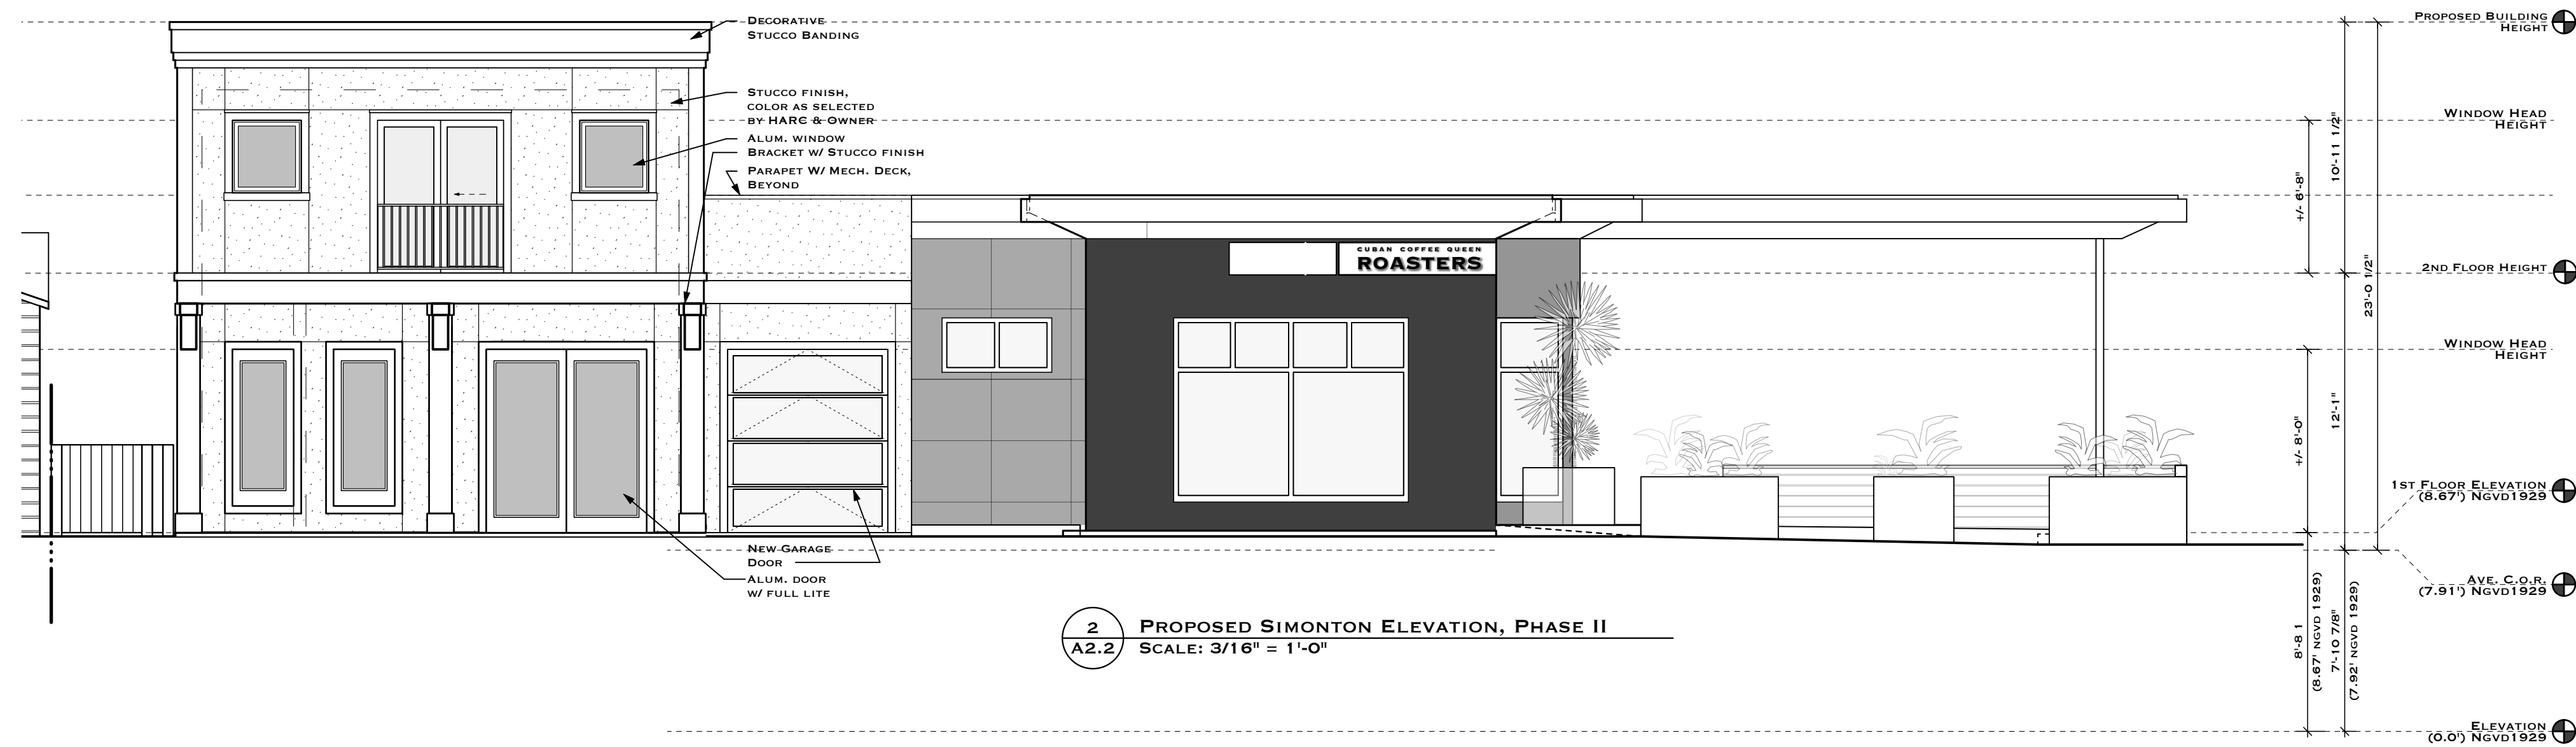 Decorative
Stucco Banding
Stucco finish,
color as selected
by HARC & Owner
Alum. window
Bracket w/ Stucco finish
Parapet W/ Mech. Deck,
Beyond
CUBAN COFFEE QUEEN
ROASTERS
New Garage
Door
Alum. door
w/ full lite
2
A2.2
Proposed Simonton Elevation, Phase II
Scale: 3/16" = 1'-0"
+/- 6'-8"
10'-11 1/2"
23'-0 1/2"
+/- 8'-0"
12'-1"
8'-8 1
(8.67' NGVD 1929)
7'-10 7/8"
(7.92' NGVD 1929)
Proposed Building
Height
Window Head
Height
2nd Floor Height
Window Head
Height
1st Floor Elevation
(8.67') NGVD1929
Ave. C.o.r.
(7.91') NGVD1929
Elevation
(0.0') NGVD1929